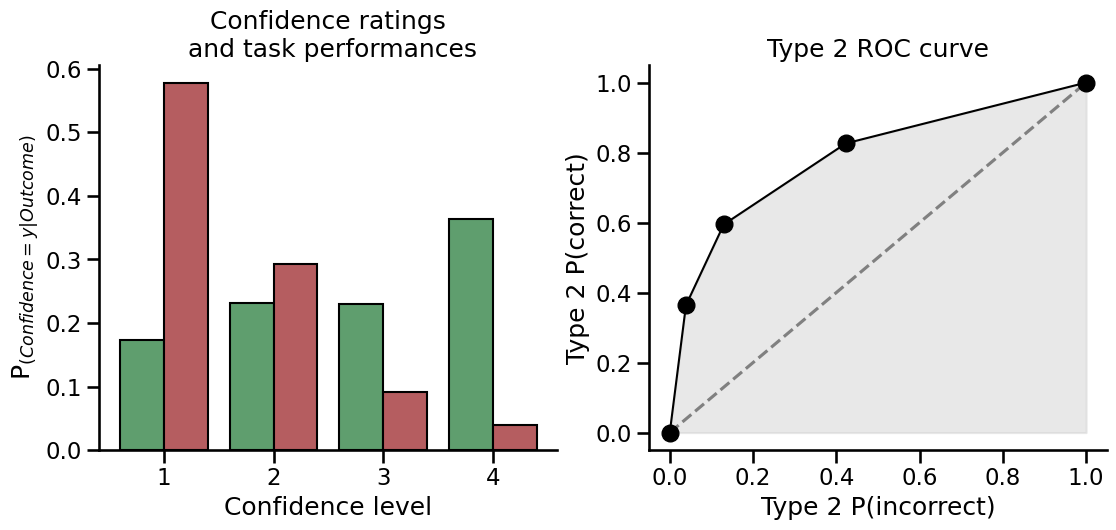 Confidence ratings
and task performances
P(Confidence = y|Outcome)
0.6
0.5
0.4
0.3
0.2
0.1
0.0
1 2 3 4
Confidence level
Type 2 ROC curve
Type 2 P(correct)
1.0
0.8
0.6
0.4
0.2
0.0
0.0 0.2 0.4 0.6 0.8 1.0
Type 2 P(incorrect)